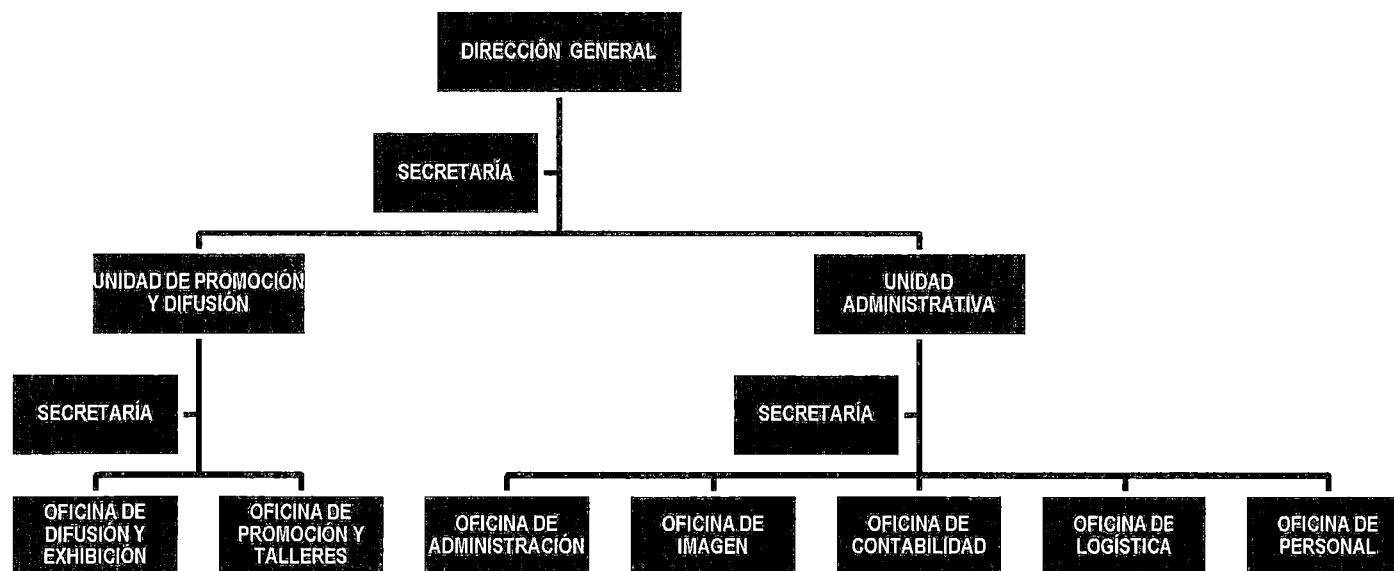 DIRECCIÓN GENERAL
SECRETARÍA
UNIDAD DE PROMOCIÓN
Y DIFUSIÓN
UNIDAD
ADMINISTRATIVA
SECRETARÍA
SECRETARÍA
OFICINA DE
DIFUSIÓN Y
EXHIBICIÓN
OFICINA DE
PROMOCIÓN Y
TALLERES
OFICINA DE
ADMINISTRACIÓN
OFICINA DE
IMAGEN
OFICINA DE
CONTABILIDAD
OFICINA DE
LOGÍSTICA
OFICINA DE
PERSONAL